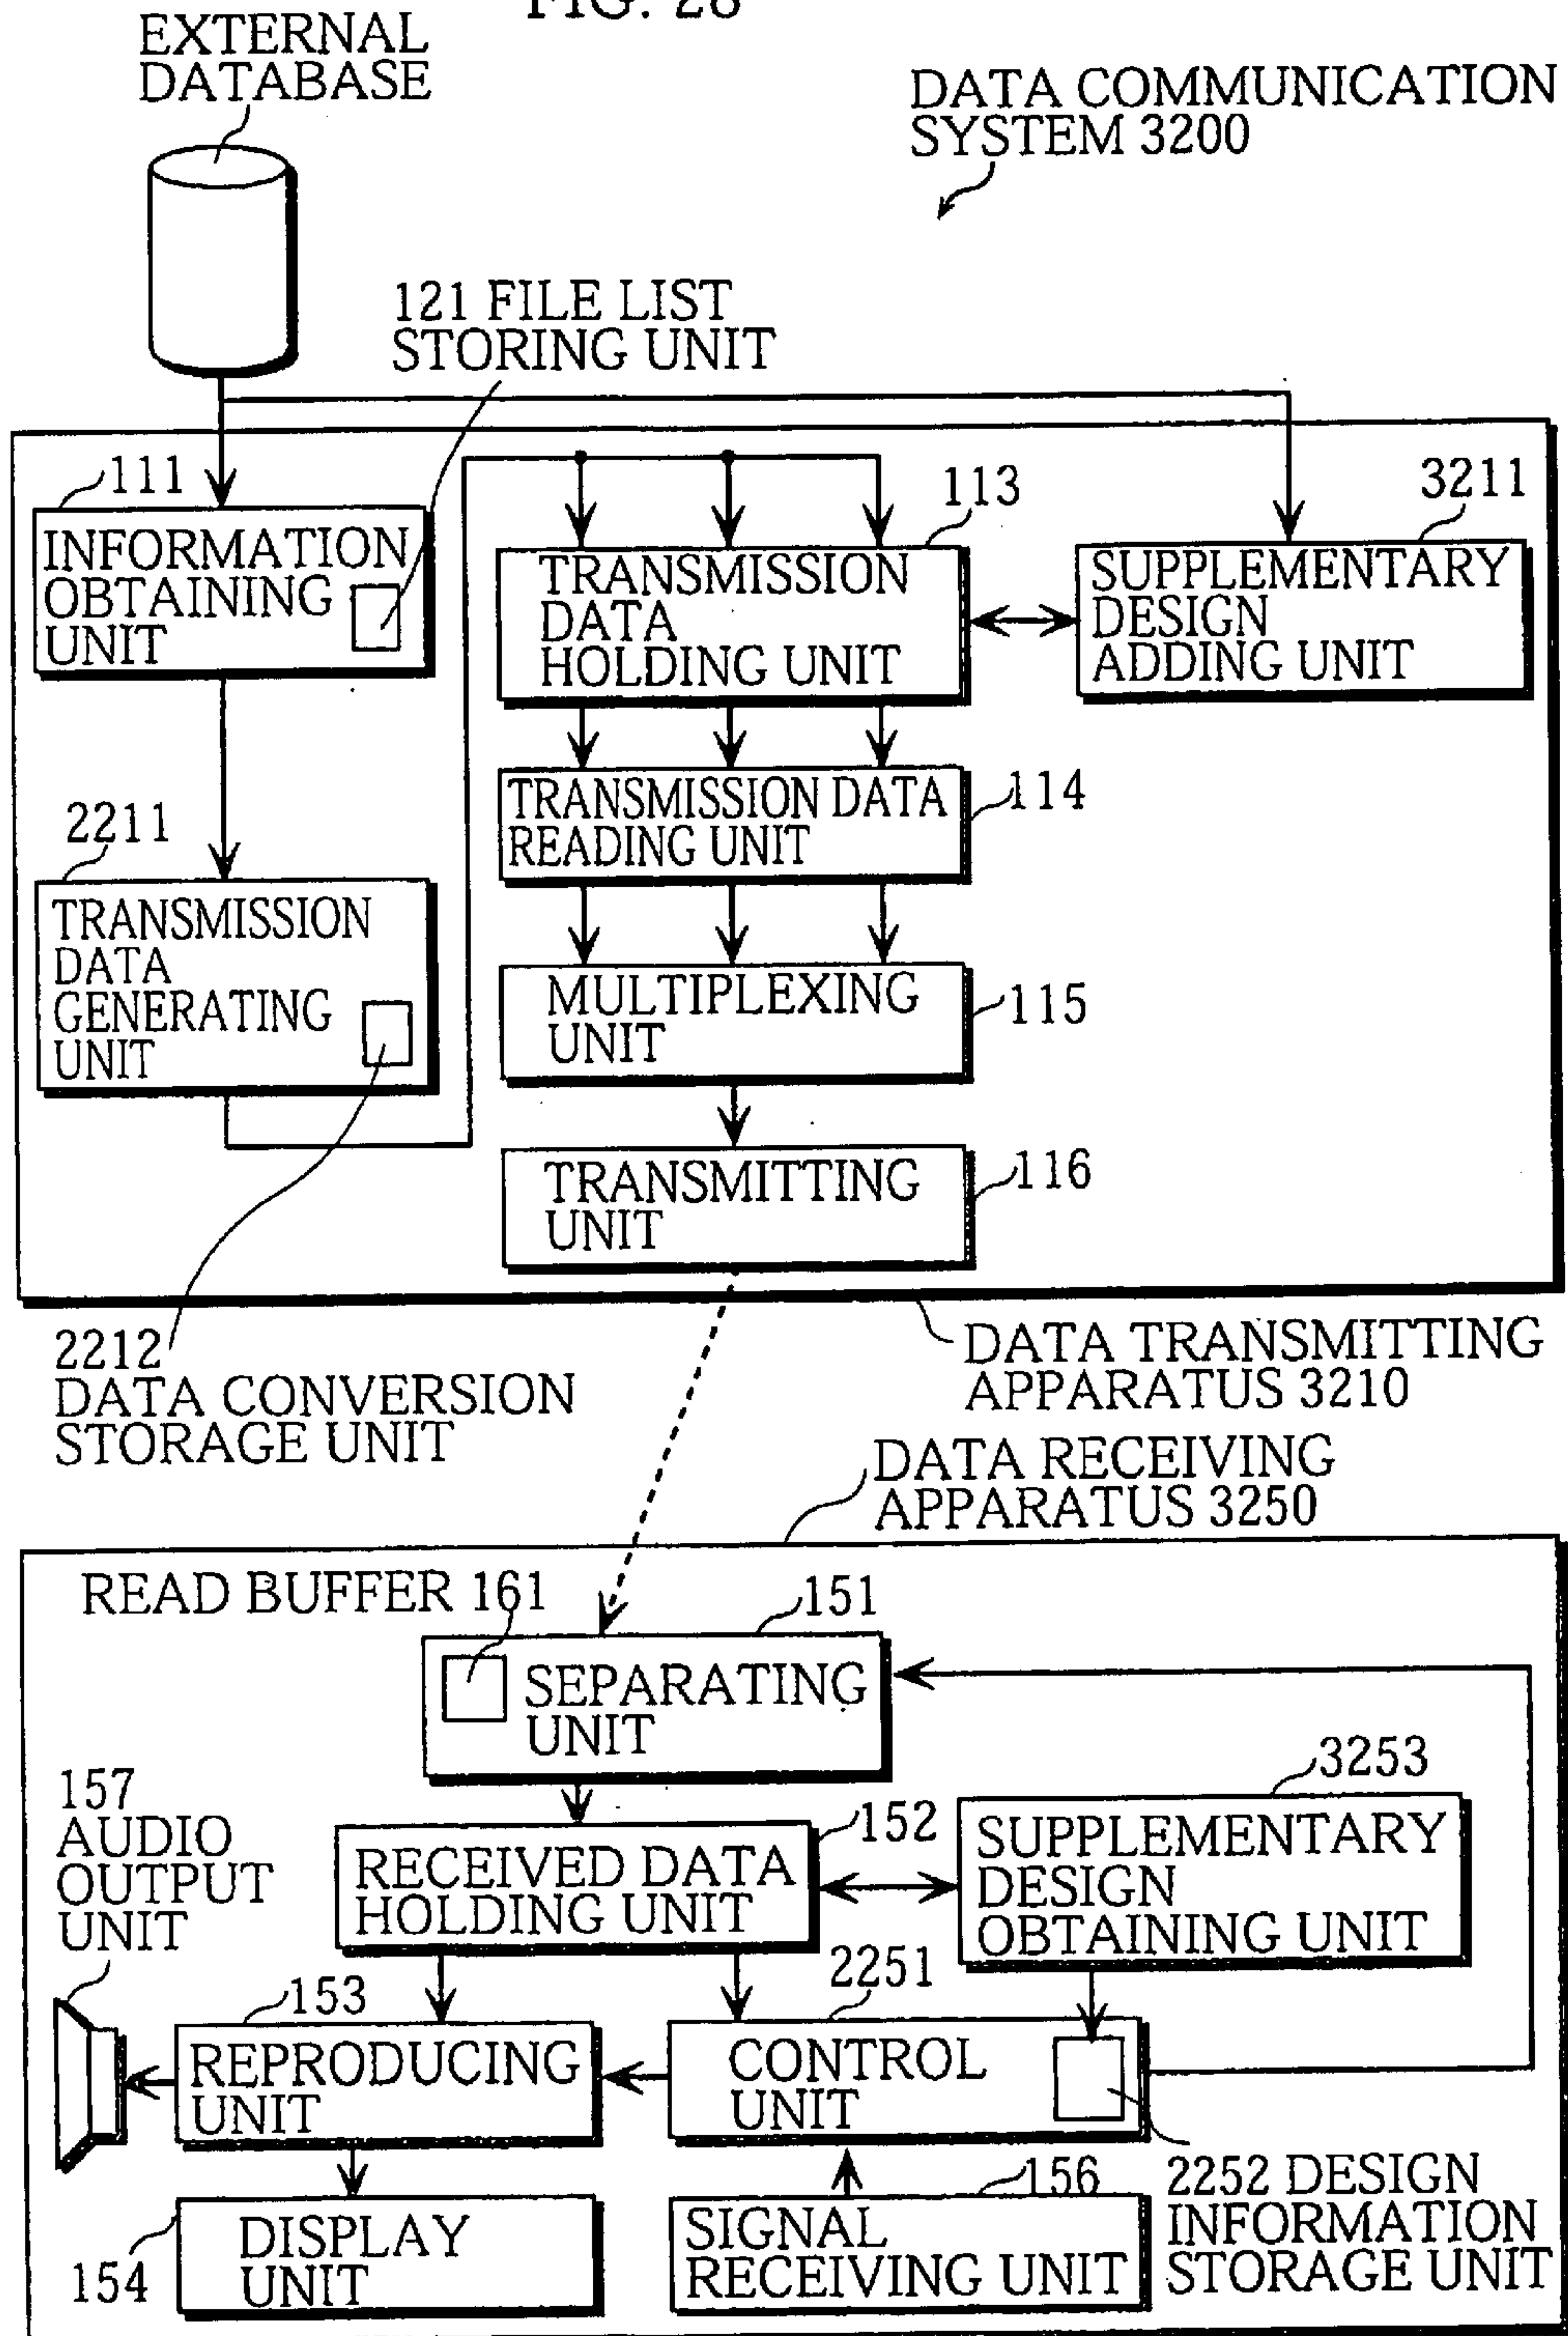 FIG. 28
EXTERNAL
DATABASE
DATA COMMUNICATION
SYSTEM 3200
121 FILE LIST
STORING UNIT
111
INFORMATION
OBTAINING
UNIT
113
TRANSMISSION
DATA
HOLDING UNIT
3211
SUPPLEMENTARY
DESIGN
ADDING UNIT
TRANSMISSION DATA
READING UNIT
114
2211
TRANSMISSION
DATA
GENERATING
UNIT
MULTIPLEXING
UNIT
115
TRANSMITTING
UNIT
116
2212
DATA CONVERSION
STORAGE UNIT
DATA TRANSMITTING
APPARATUS 3210
DATA RECEIVING
APPARATUS 3250
READ BUFFER 161
151
SEPARATING
UNIT
157
AUDIO
OUTPUT
UNIT
152
RECEIVED DATA
HOLDING UNIT
3253
SUPPLEMENTARY
DESIGN
OBTAINING UNIT
153
REPRODUCING
UNIT
2251
CONTROL
UNIT
154
DISPLAY
UNIT
156
SIGNAL
RECEIVING UNIT
2252 DESIGN
INFORMATION
STORAGE UNIT